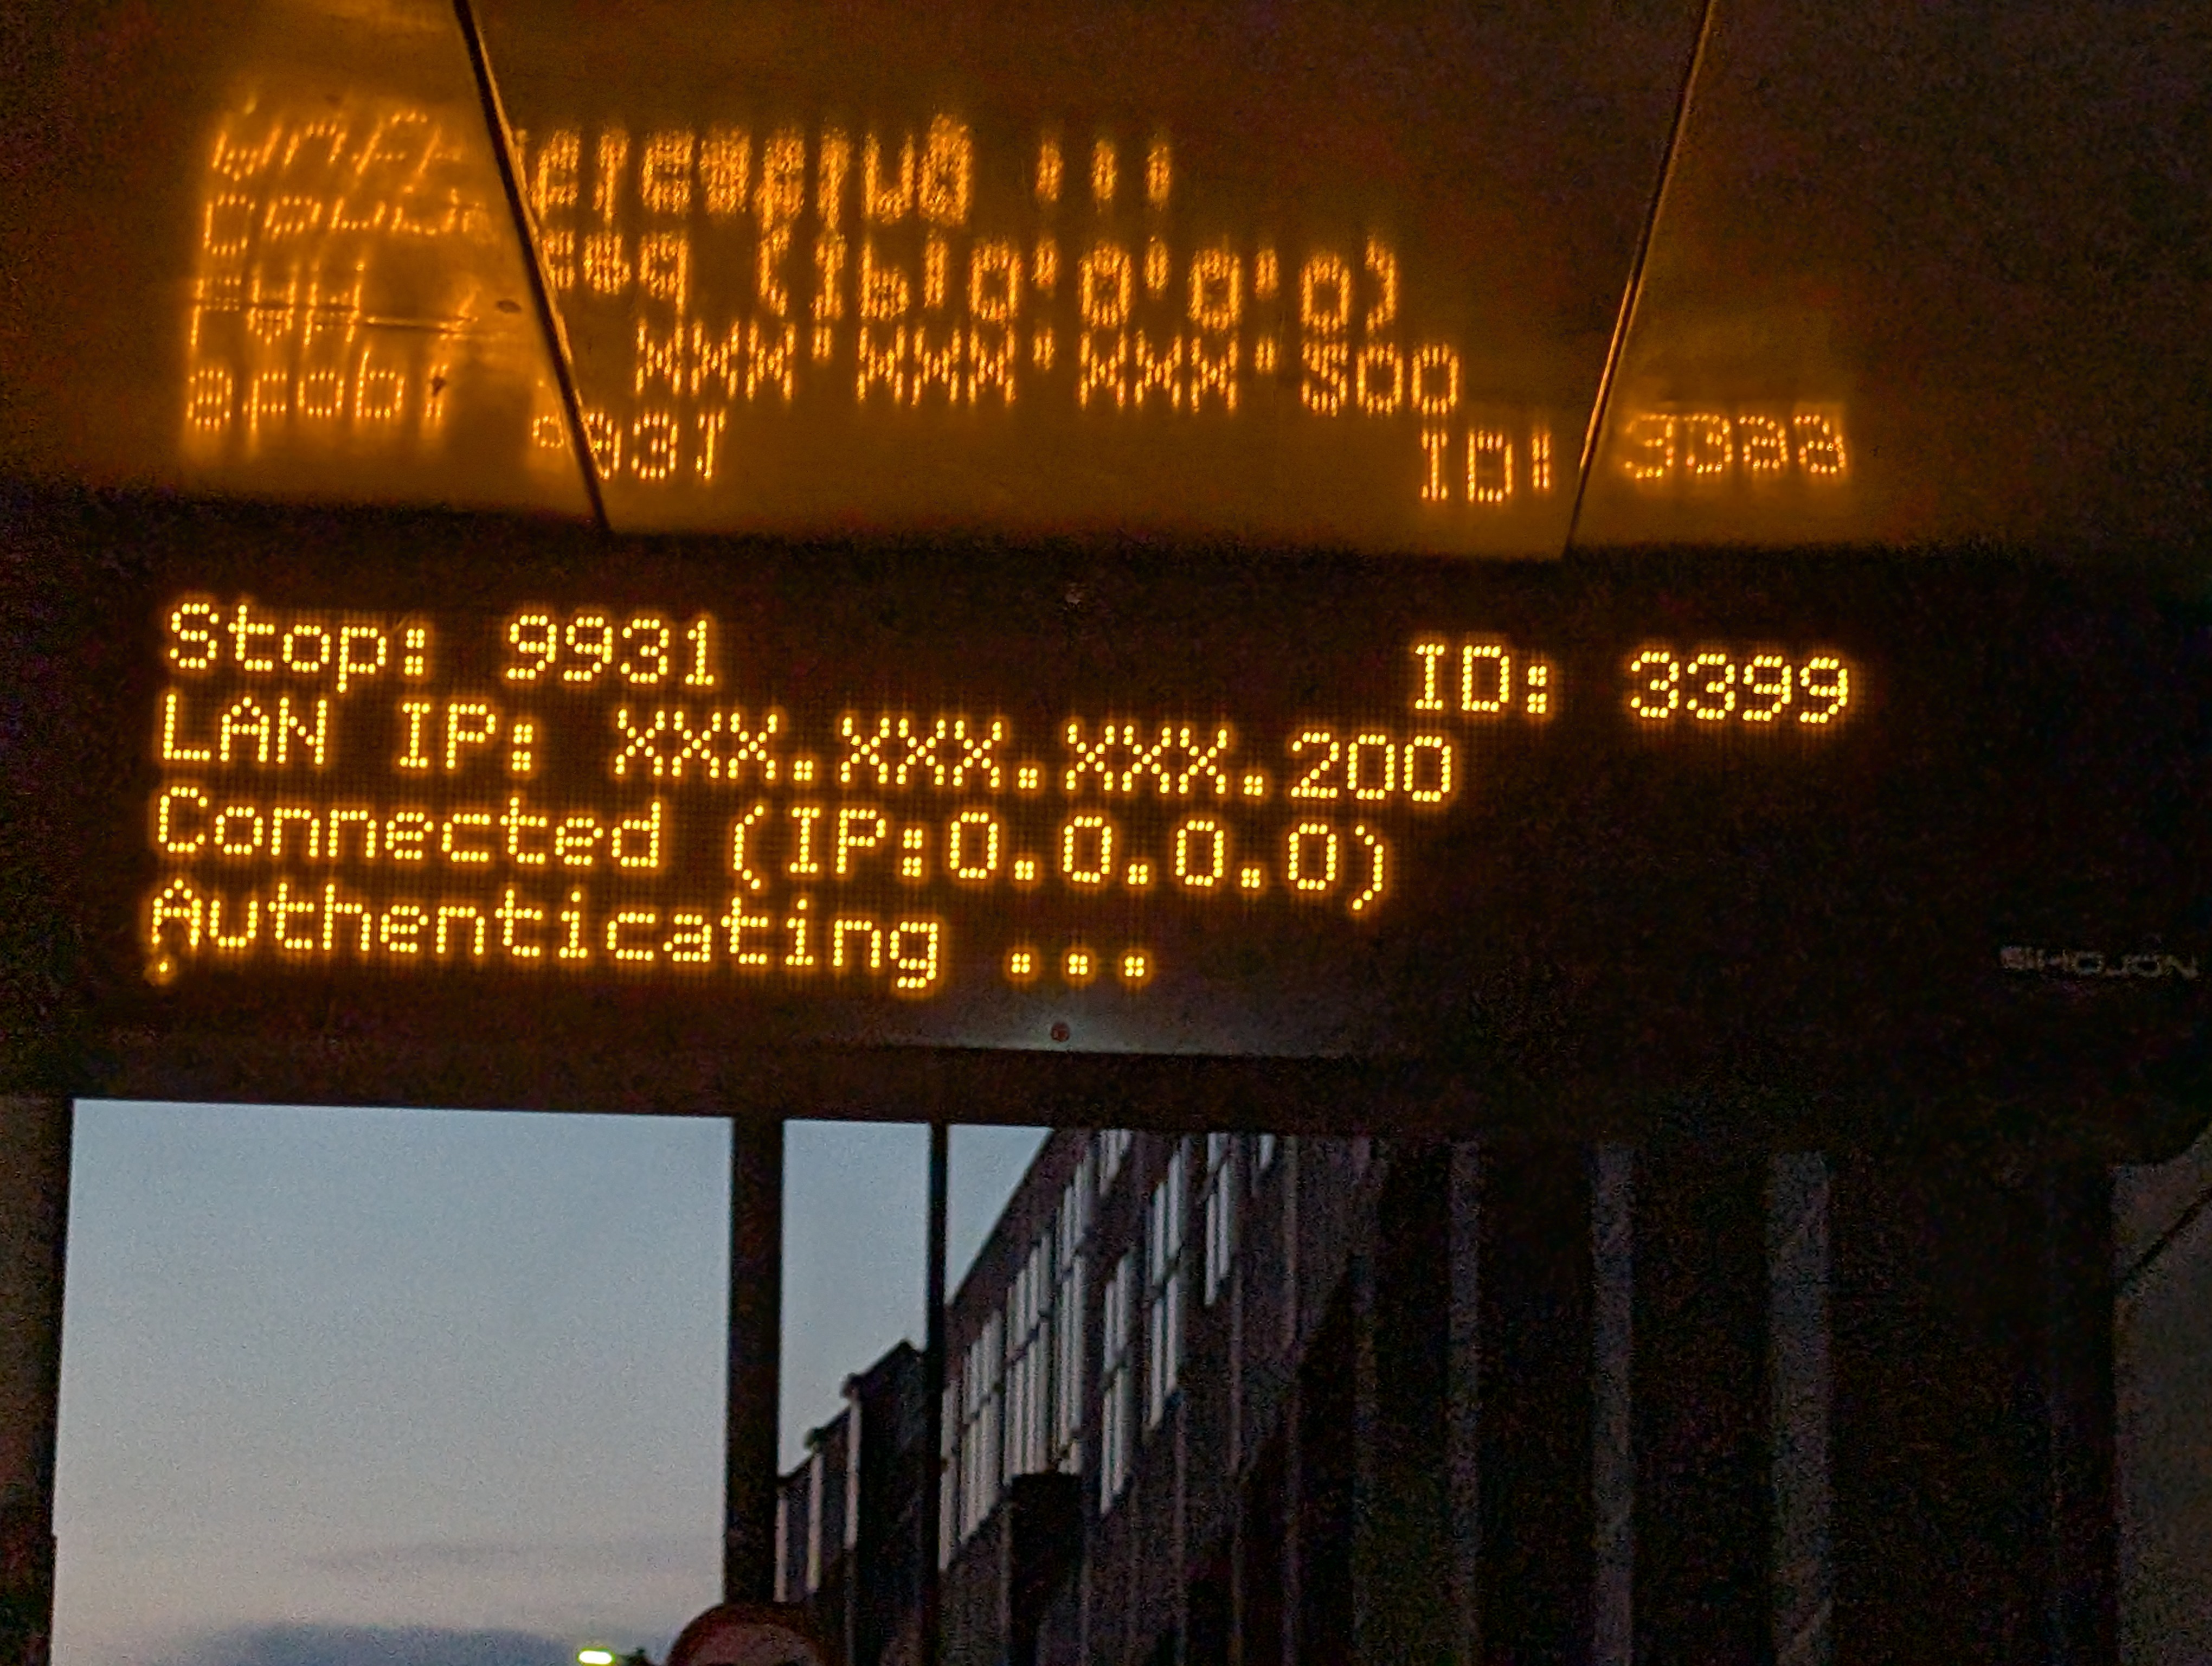 Stop: 9931 ID: 3399
LAN IP: XXX.XXX.XXX.200
Connected (IP:0.0.0.0)
Authenticating ...